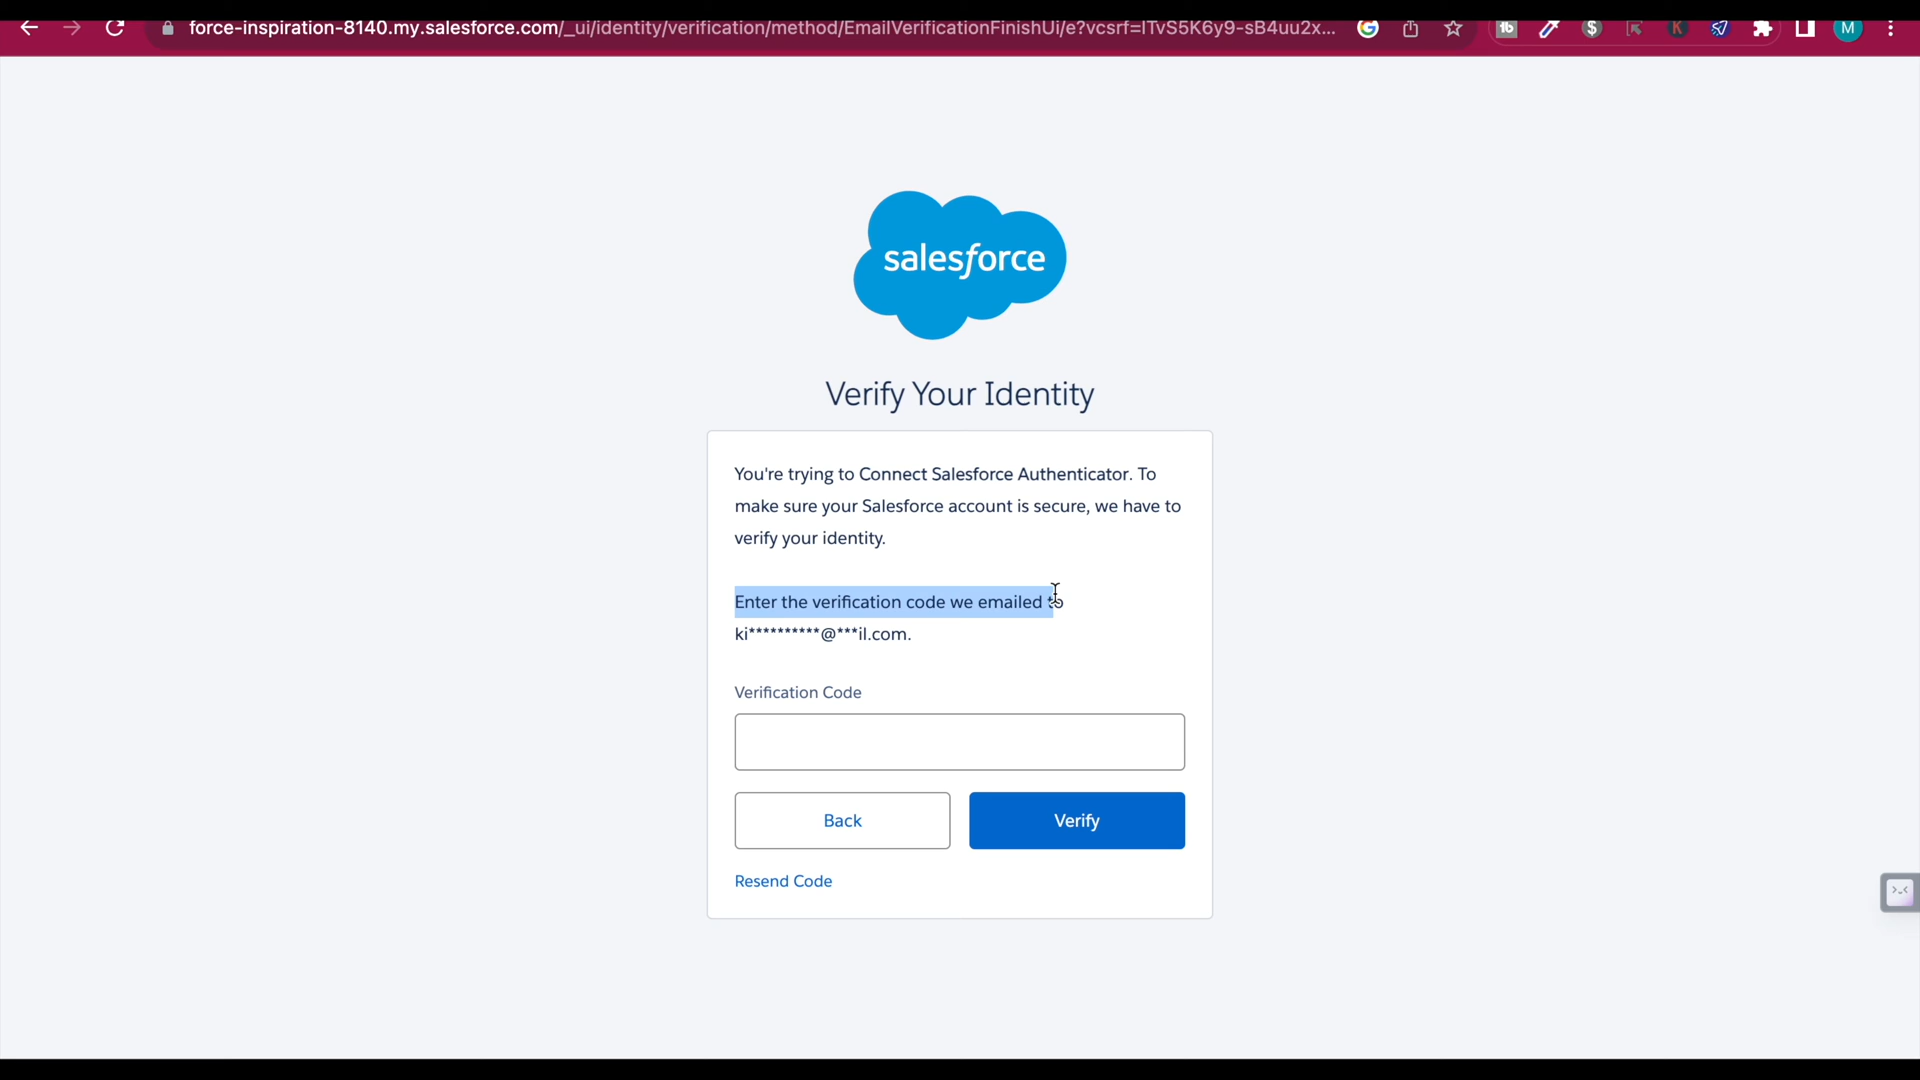 force-inspiration-8140.my.salesforce.com/_ui/identity/verification/method/EmailVerificationFinishUi/e?vcsrf=ITvS5K6y9-sB4uu2x...
M
salesforce
Verify Your Identity
You're trying to Connect Salesforce Authenticator. To
make sure your Salesforce account is secure, we have to
verify your identity.
Enter the verification code we emailed to
ki**********@***il.com.
Verification Code
Back
Verify
Resend Code